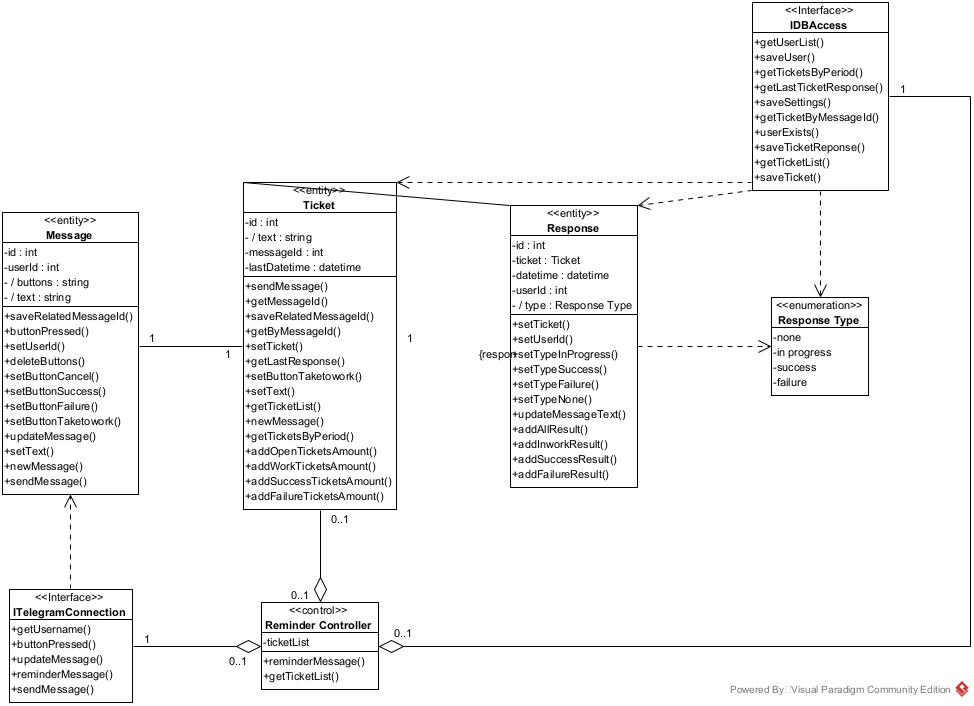 <<Interface>>
IDBAccess
+getUserList()
+saveUser()
+getTicketsByPeriod()
+getLastTicketResponse()
+saveSettings()
+getTicketByMessageId()
+userExists()
+saveTicketReponse()
+getTicketList()
+saveTicket()
1
<<entity>>
Message
-id : int
-userId : int
- / buttons : string
- / text : string
+saveRelatedMessageId()
+buttonPressed()
+setUserId()
+deleteButtons()
+setButtonCancel()
+setButtonSuccess()
+setButtonFailure()
+setButtonTaketowork()
+updateMessage()
+setText()
+newMessage()
+sendMessage()
1
1
<<entity>>
Ticket
-id : int
- / text : string
-messageId : int
-lastDatetime : datetime
+sendMessage()
+getMessageId()
+saveRelatedMessageId()
+getByMessageId()
+setTicket()
+getLastResponse()
+setButtonTaketowork()
+setText()
+getTicketList()
+newMessage()
+getTicketsByPeriod()
+addOpenTicketsAmount()
+addWorkTicketsAmount()
+addSuccessTicketsAmount()
+addFailureTicketsAmount()
1
{respon
<<entity>>
Response
-id : int
-ticket : Ticket
-datetime : datetime
-userId : int
- / type : Response Type
+setTicket()
+setUserId()
+setTypeInProgress()
+setTypeSuccess()
+setTypeFailure()
+setTypeNone()
+updateMessageText()
+addAllResult()
+addInworkResult()
+addSuccessResult()
+addFailureResult()
<<enumeration>>
Response Type
-none
-in progress
-success
-failure
0..1
0..1
<<Interface>>
ITelegramConnection
+getUsername()
+buttonPressed()
+updateMessage()
+reminderMessage()
+sendMessage()
1
0..1
<<control>>
Reminder Controller
-ticketList
+reminderMessage()
+getTicketList()
0..1
Powered By Visual Paradigm Community Edition